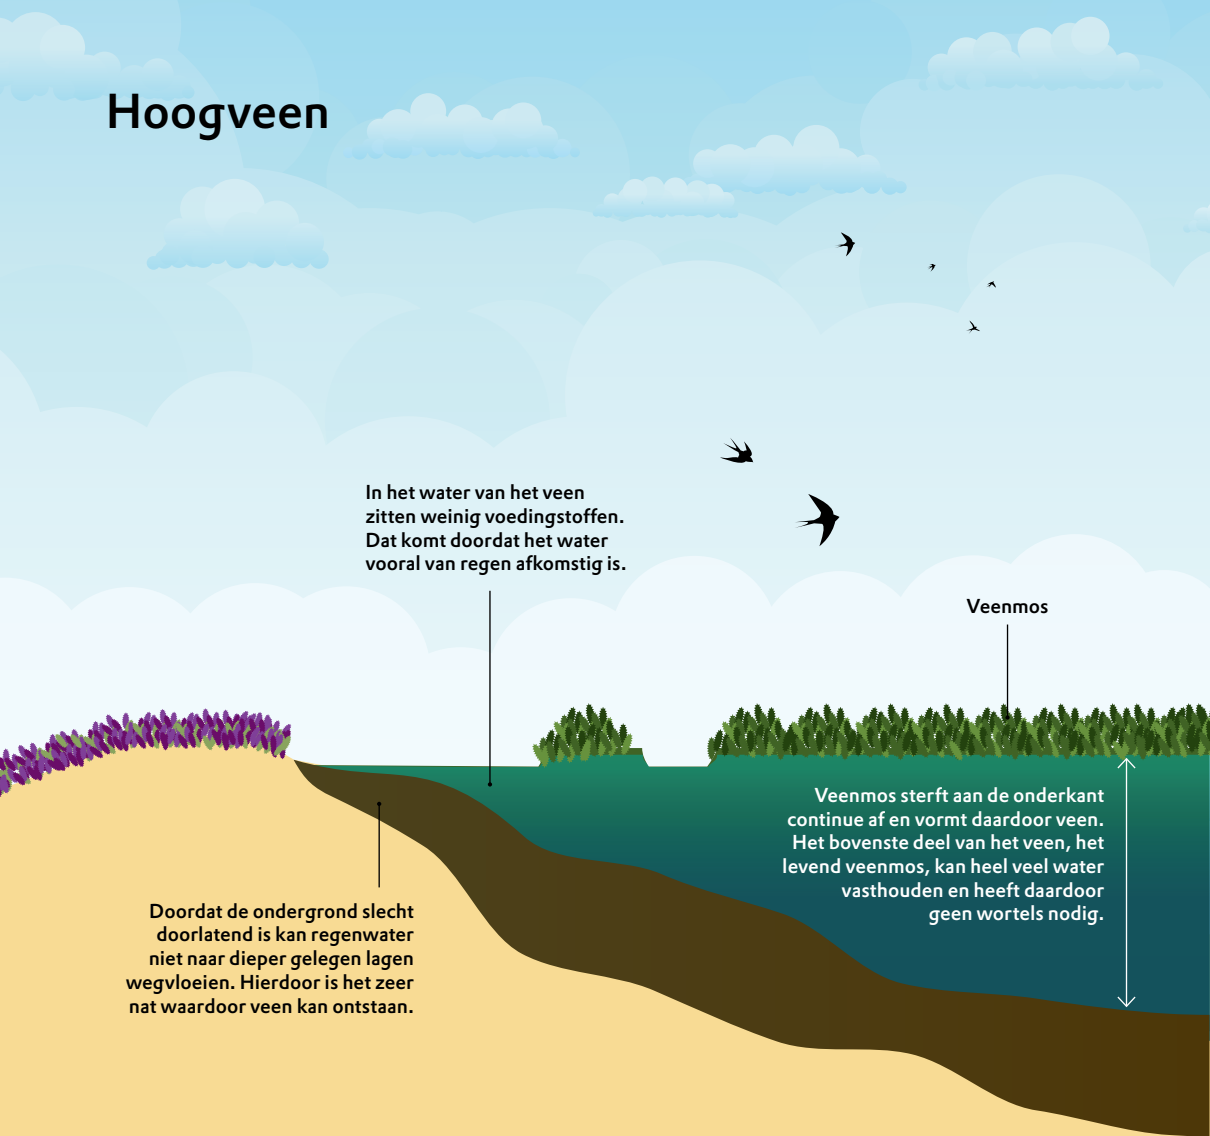 Hoogveen
In het water van het veen
zitten weinig voedingstoffen.
Dat komt doordat het water
vooral van regen afkomstig is.
Veenmos
Veenmos sterft aan de onderkant
continue af en vormt daardoor veen.
Het bovenste deel van het veen, het
levend veenmos, kan heel veel water
vasthouden en heeft daardoor
geen wortels nodig.
Doordat de ondergrond slecht
doorlatend is kan regenwater
niet naar dieper gelegen lagen
wegvloeien. Hierdoor is het zeer
nat waardoor veen kan ontstaan.